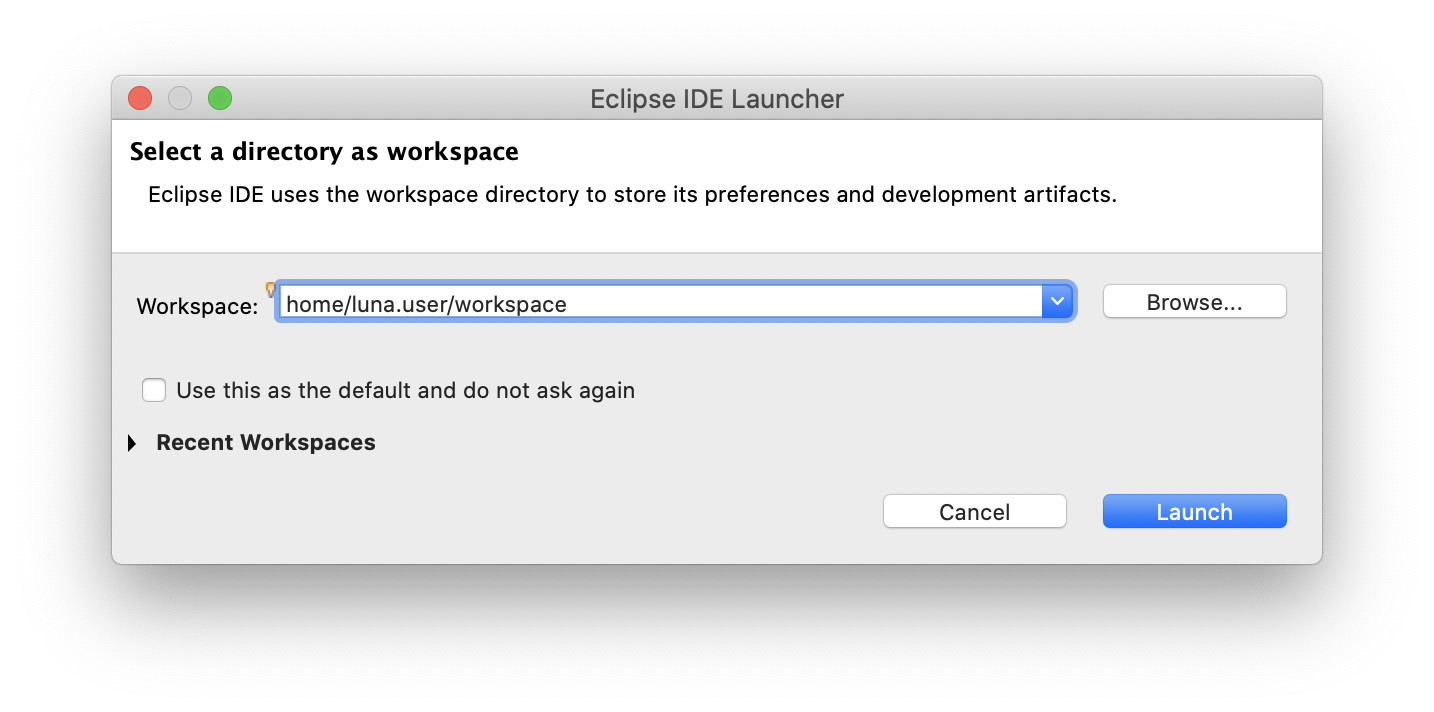 Eclipse IDE Launcher
Select a directory as workspace
Eclipse IDE uses the workspace directory to store its preferences and development artifacts.
Workspace: home/luna.user/workspace Browse...
Use this as the default and do not ask again
Recent Workspaces
Cancel Launch